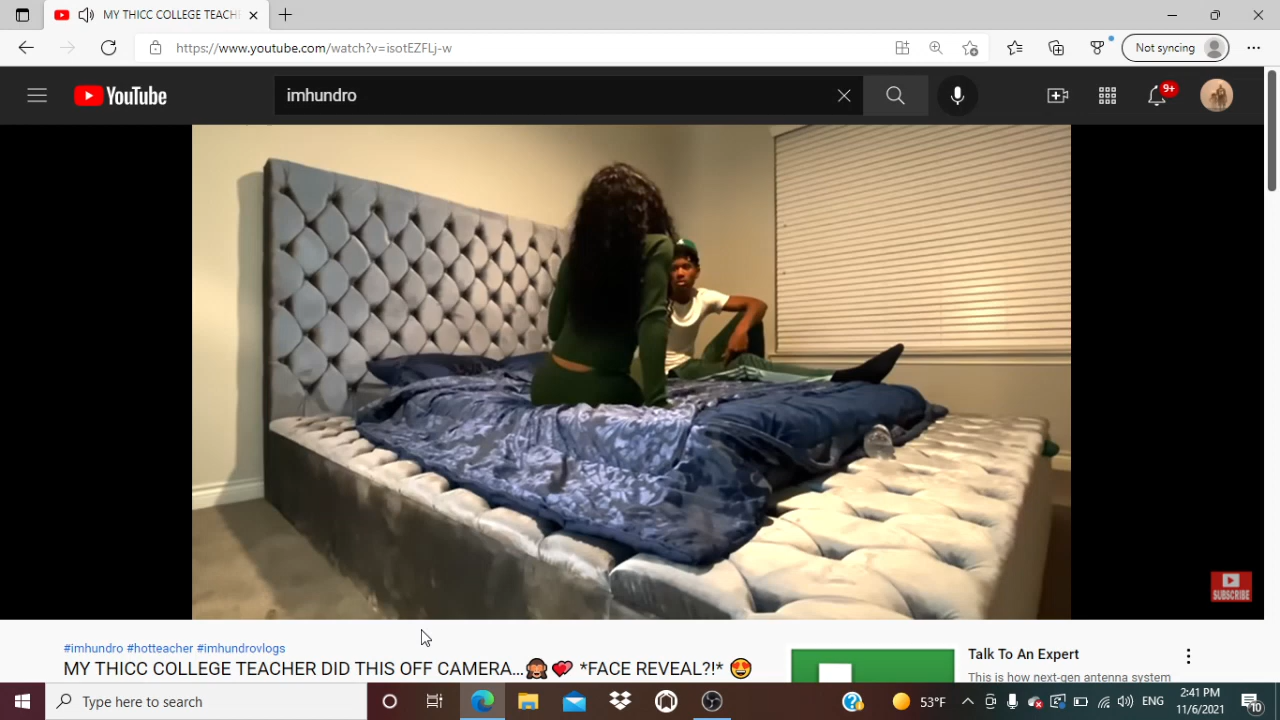 MY THICC COLLEGE TEACHE
https://www.youtube.com/watch?v=isotEZFLj-w
Not syncing
YouTube
imhundro
9+
SUBSCRIBE
#imhundro #hotteacher #imhundrovlogs
MY THICC COLLEGE TEACHER DID THIS OFF CAMERA...🙈💕 *FACE REVEAL?!* 😍
Talk To An Expert
This is how next-gen antenna system
Type here to search
53°F
ENG
2:41 PM
11/6/2021
10